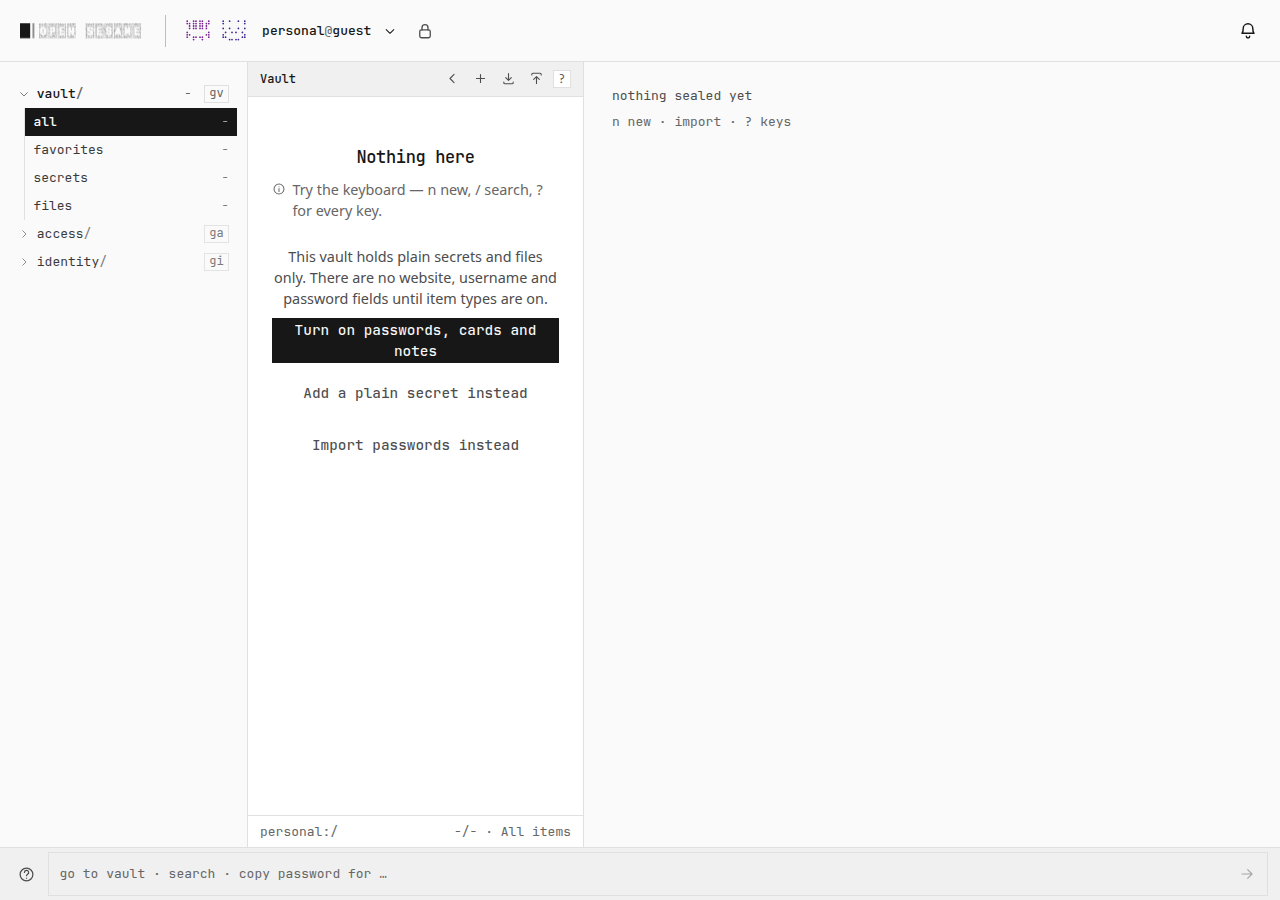 OPEN SESAME
personal@guest
vault/ - gv
all -
favorites -
secrets -
files -
access/ ga
identity/ gi
Vault ?
Nothing here
Try the keyboard — n new, / search, ?
for every key.
This vault holds plain secrets and files
only. There are no website, username and
password fields until item types are on.
Turn on passwords, cards and
notes
Add a plain secret instead
Import passwords instead
personal:/ -/- · All items
nothing sealed yet
n new · import · ? keys
go to vault · search · copy password for …